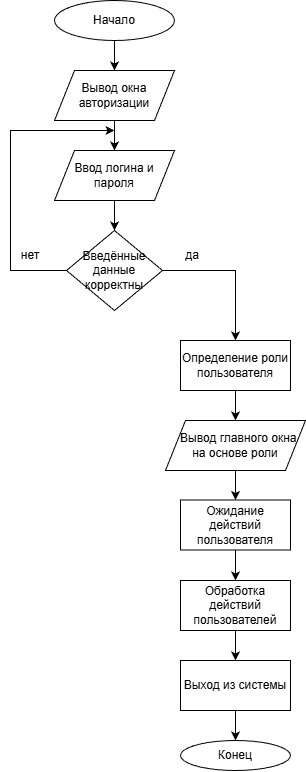 Начало
Вывод окна
авторизации
Ввод логина и
пароля
Введённые
данные
корректны
нет
да
Определение роли
пользователя
Вывод главного окна
на основе роли
Ожидание
действий
пользователя
Обработка
действий
пользователей
Выход из системы
Конец